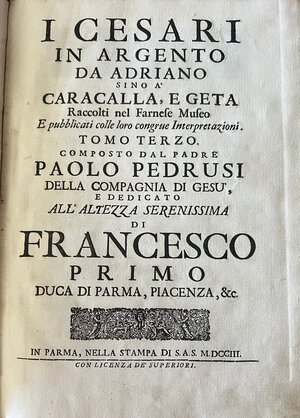 I CESARI
IN ARGENTO
DA ADRIANO
SINO A'
CARACALLA, E GETA
Raccolti nel Farnese Museo
E pubblicati colle loro congrue Interpretazioni.
TOMO TERZO.
COMPOSTO DAL PADRE
PAOLO PEDRUSI
DELLA COMPAGNIA DI GESU',
E DEDICATO
ALL'ALTEZZA SERENISSIMA
DI
FRANCESCO
PRIMO
DUCA DI PARMA, PIACENZA, &c.
IN PARMA, NELLA STAMPA DI S.A.S. M.DCCIII.
CON LICENZA DE' SUPERIORI.